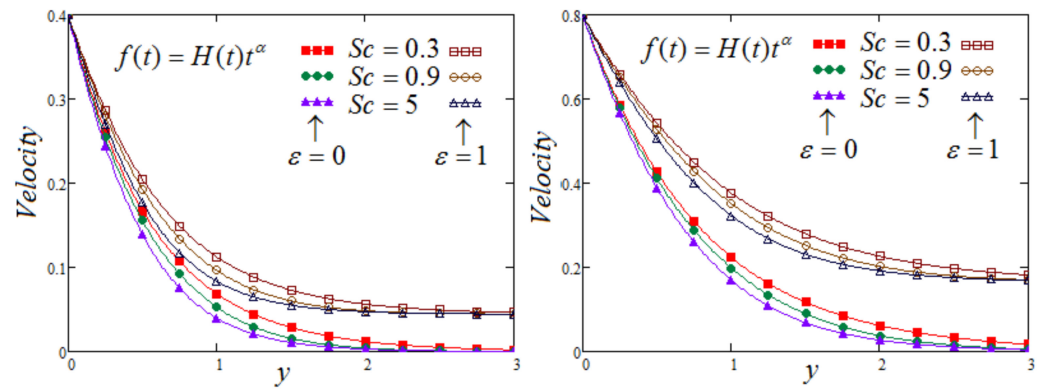 0.4
0.3
0.2
0.1
0
Velocity
f(t) = H(t)t^α
Sc = 0.3
Sc = 0.9
Sc = 5
↑ ↑
ε = 0 ε = 1
0 1 2 3
y
0.8
0.6
0.4
0.2
0
Velocity
f(t) = H(t)t^α
Sc = 0.3
Sc = 0.9
Sc = 5
↑ ↑
ε = 0 ε = 1
0 1 2 3
y